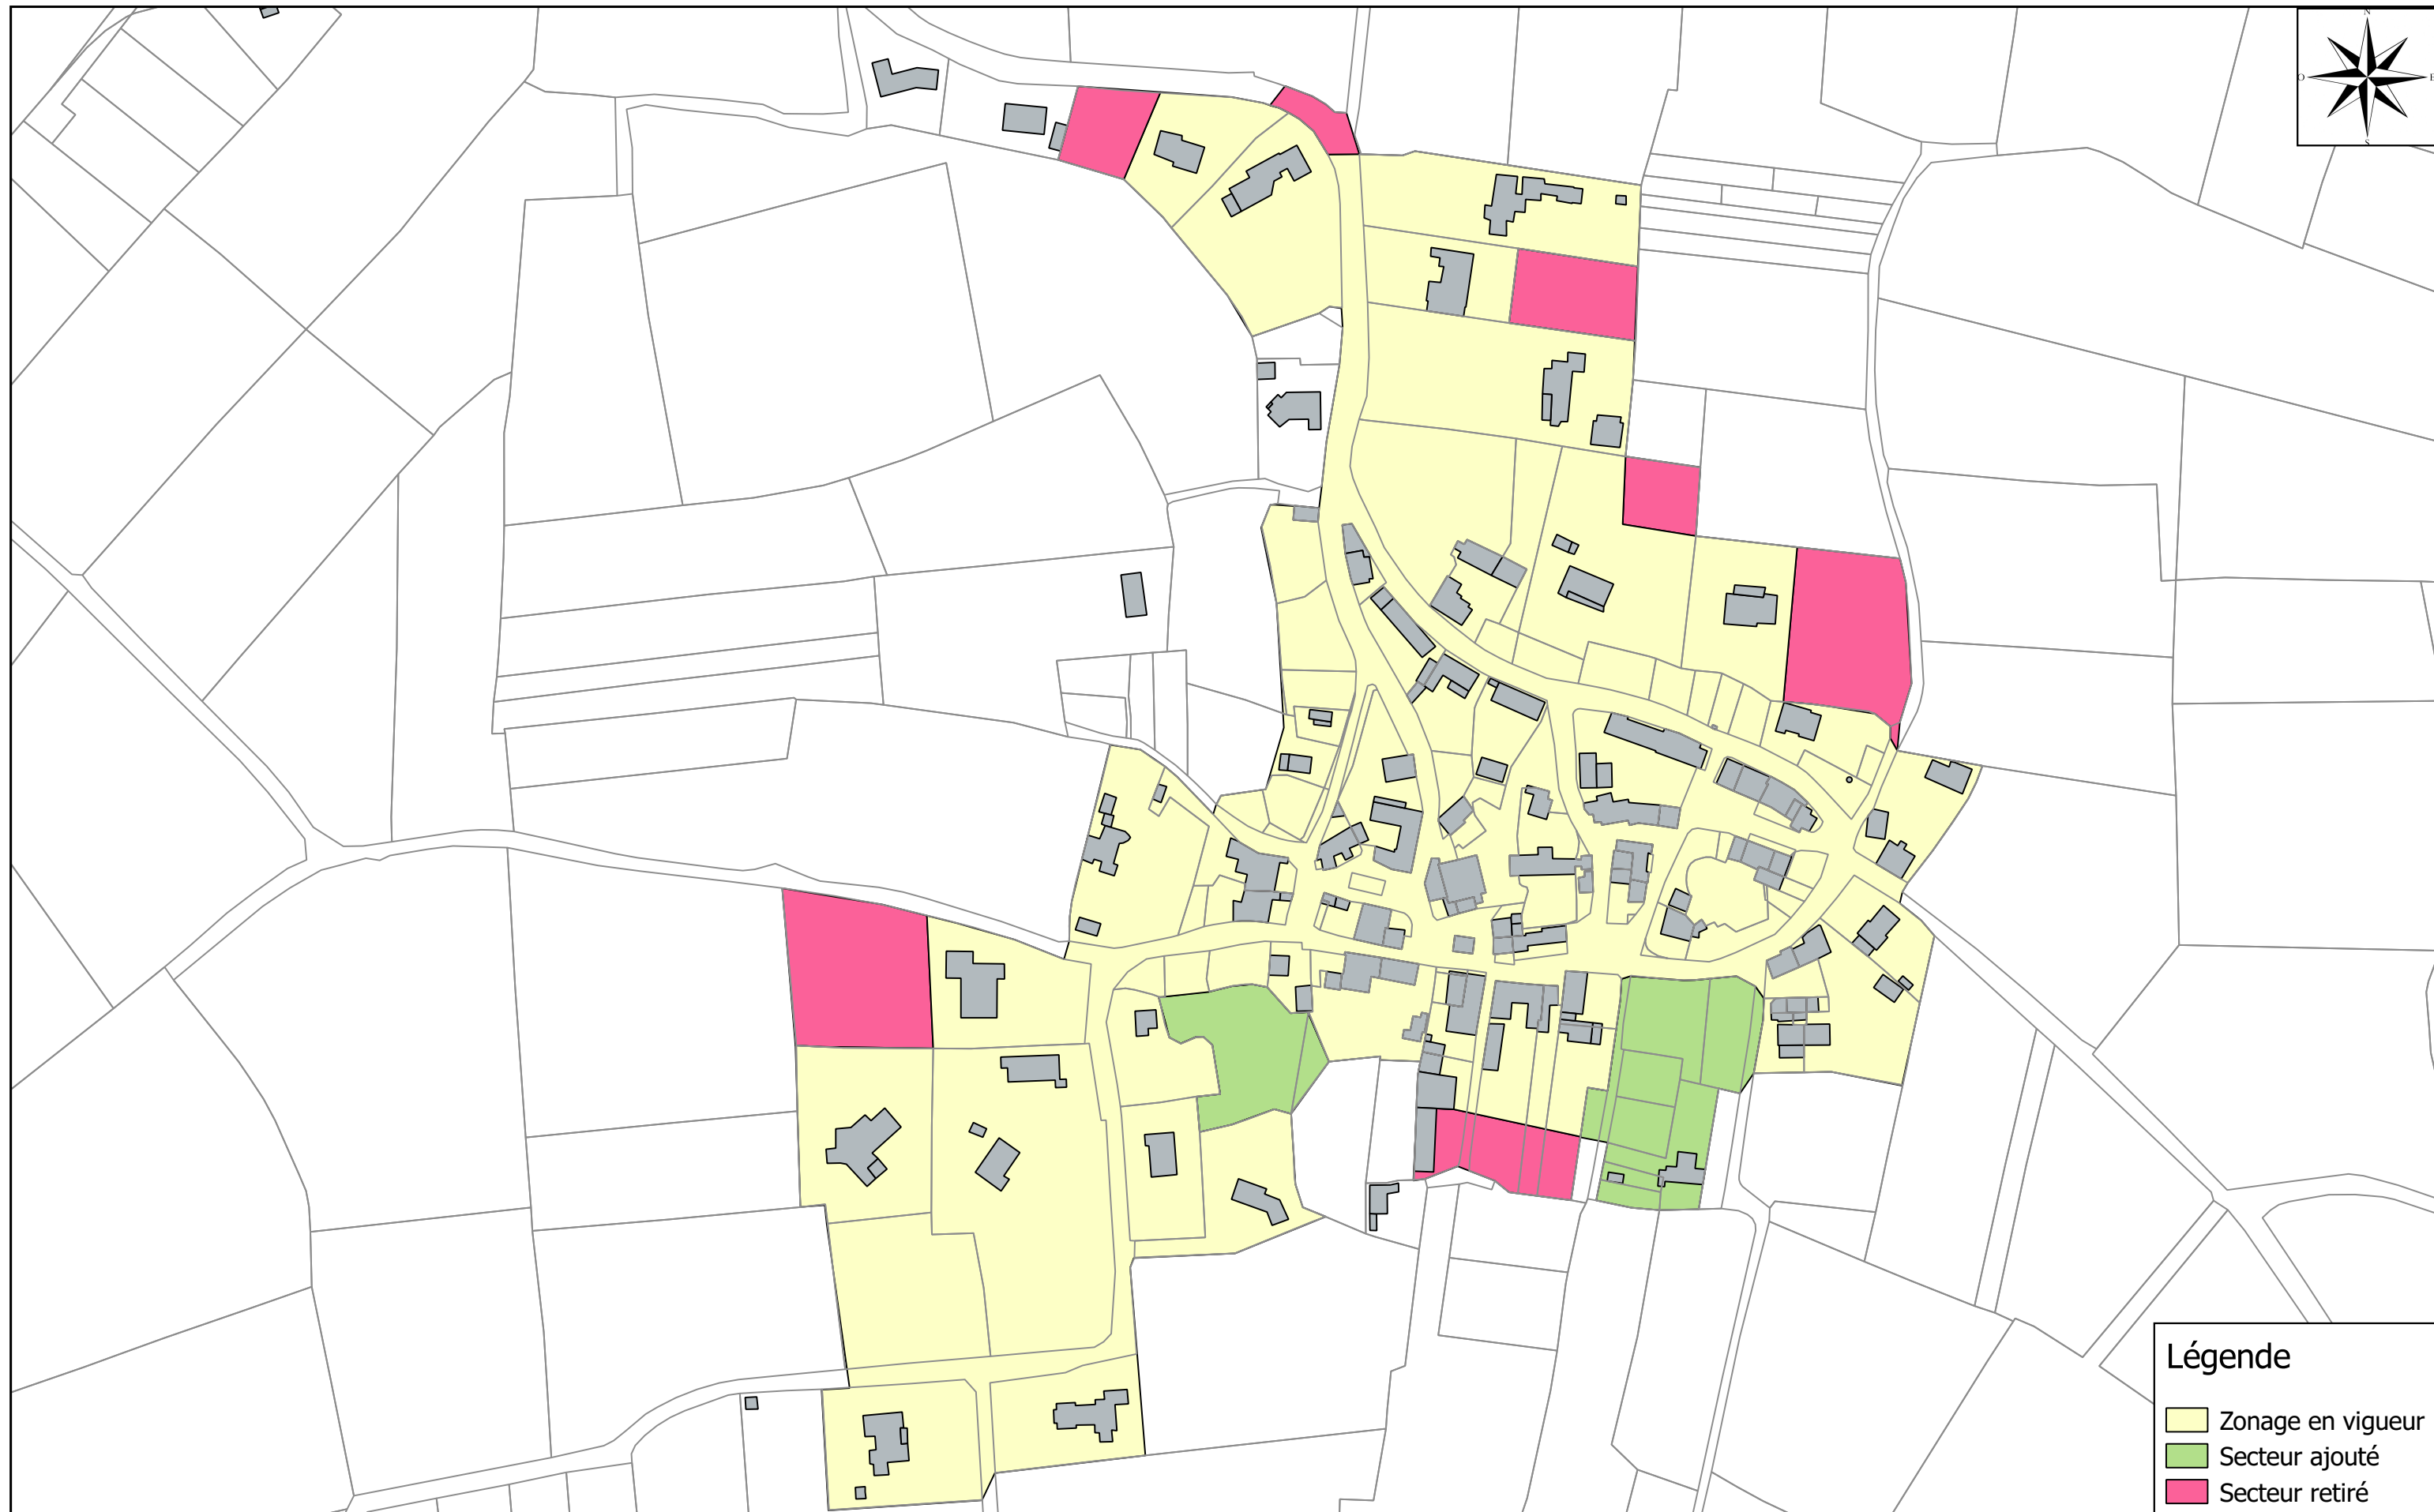 N
O
E
S
Légende
Zonage en vigueur
Secteur ajouté
Secteur retiré